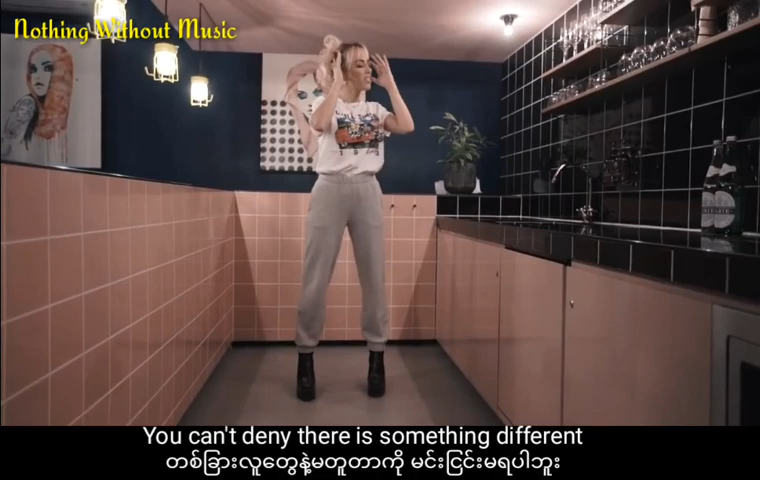 Nothing Without Music
You can't deny there is something different
တစ်ခြားလူတွေနဲ့မတူတာကို မင်းငြင်းမရပါဘူး